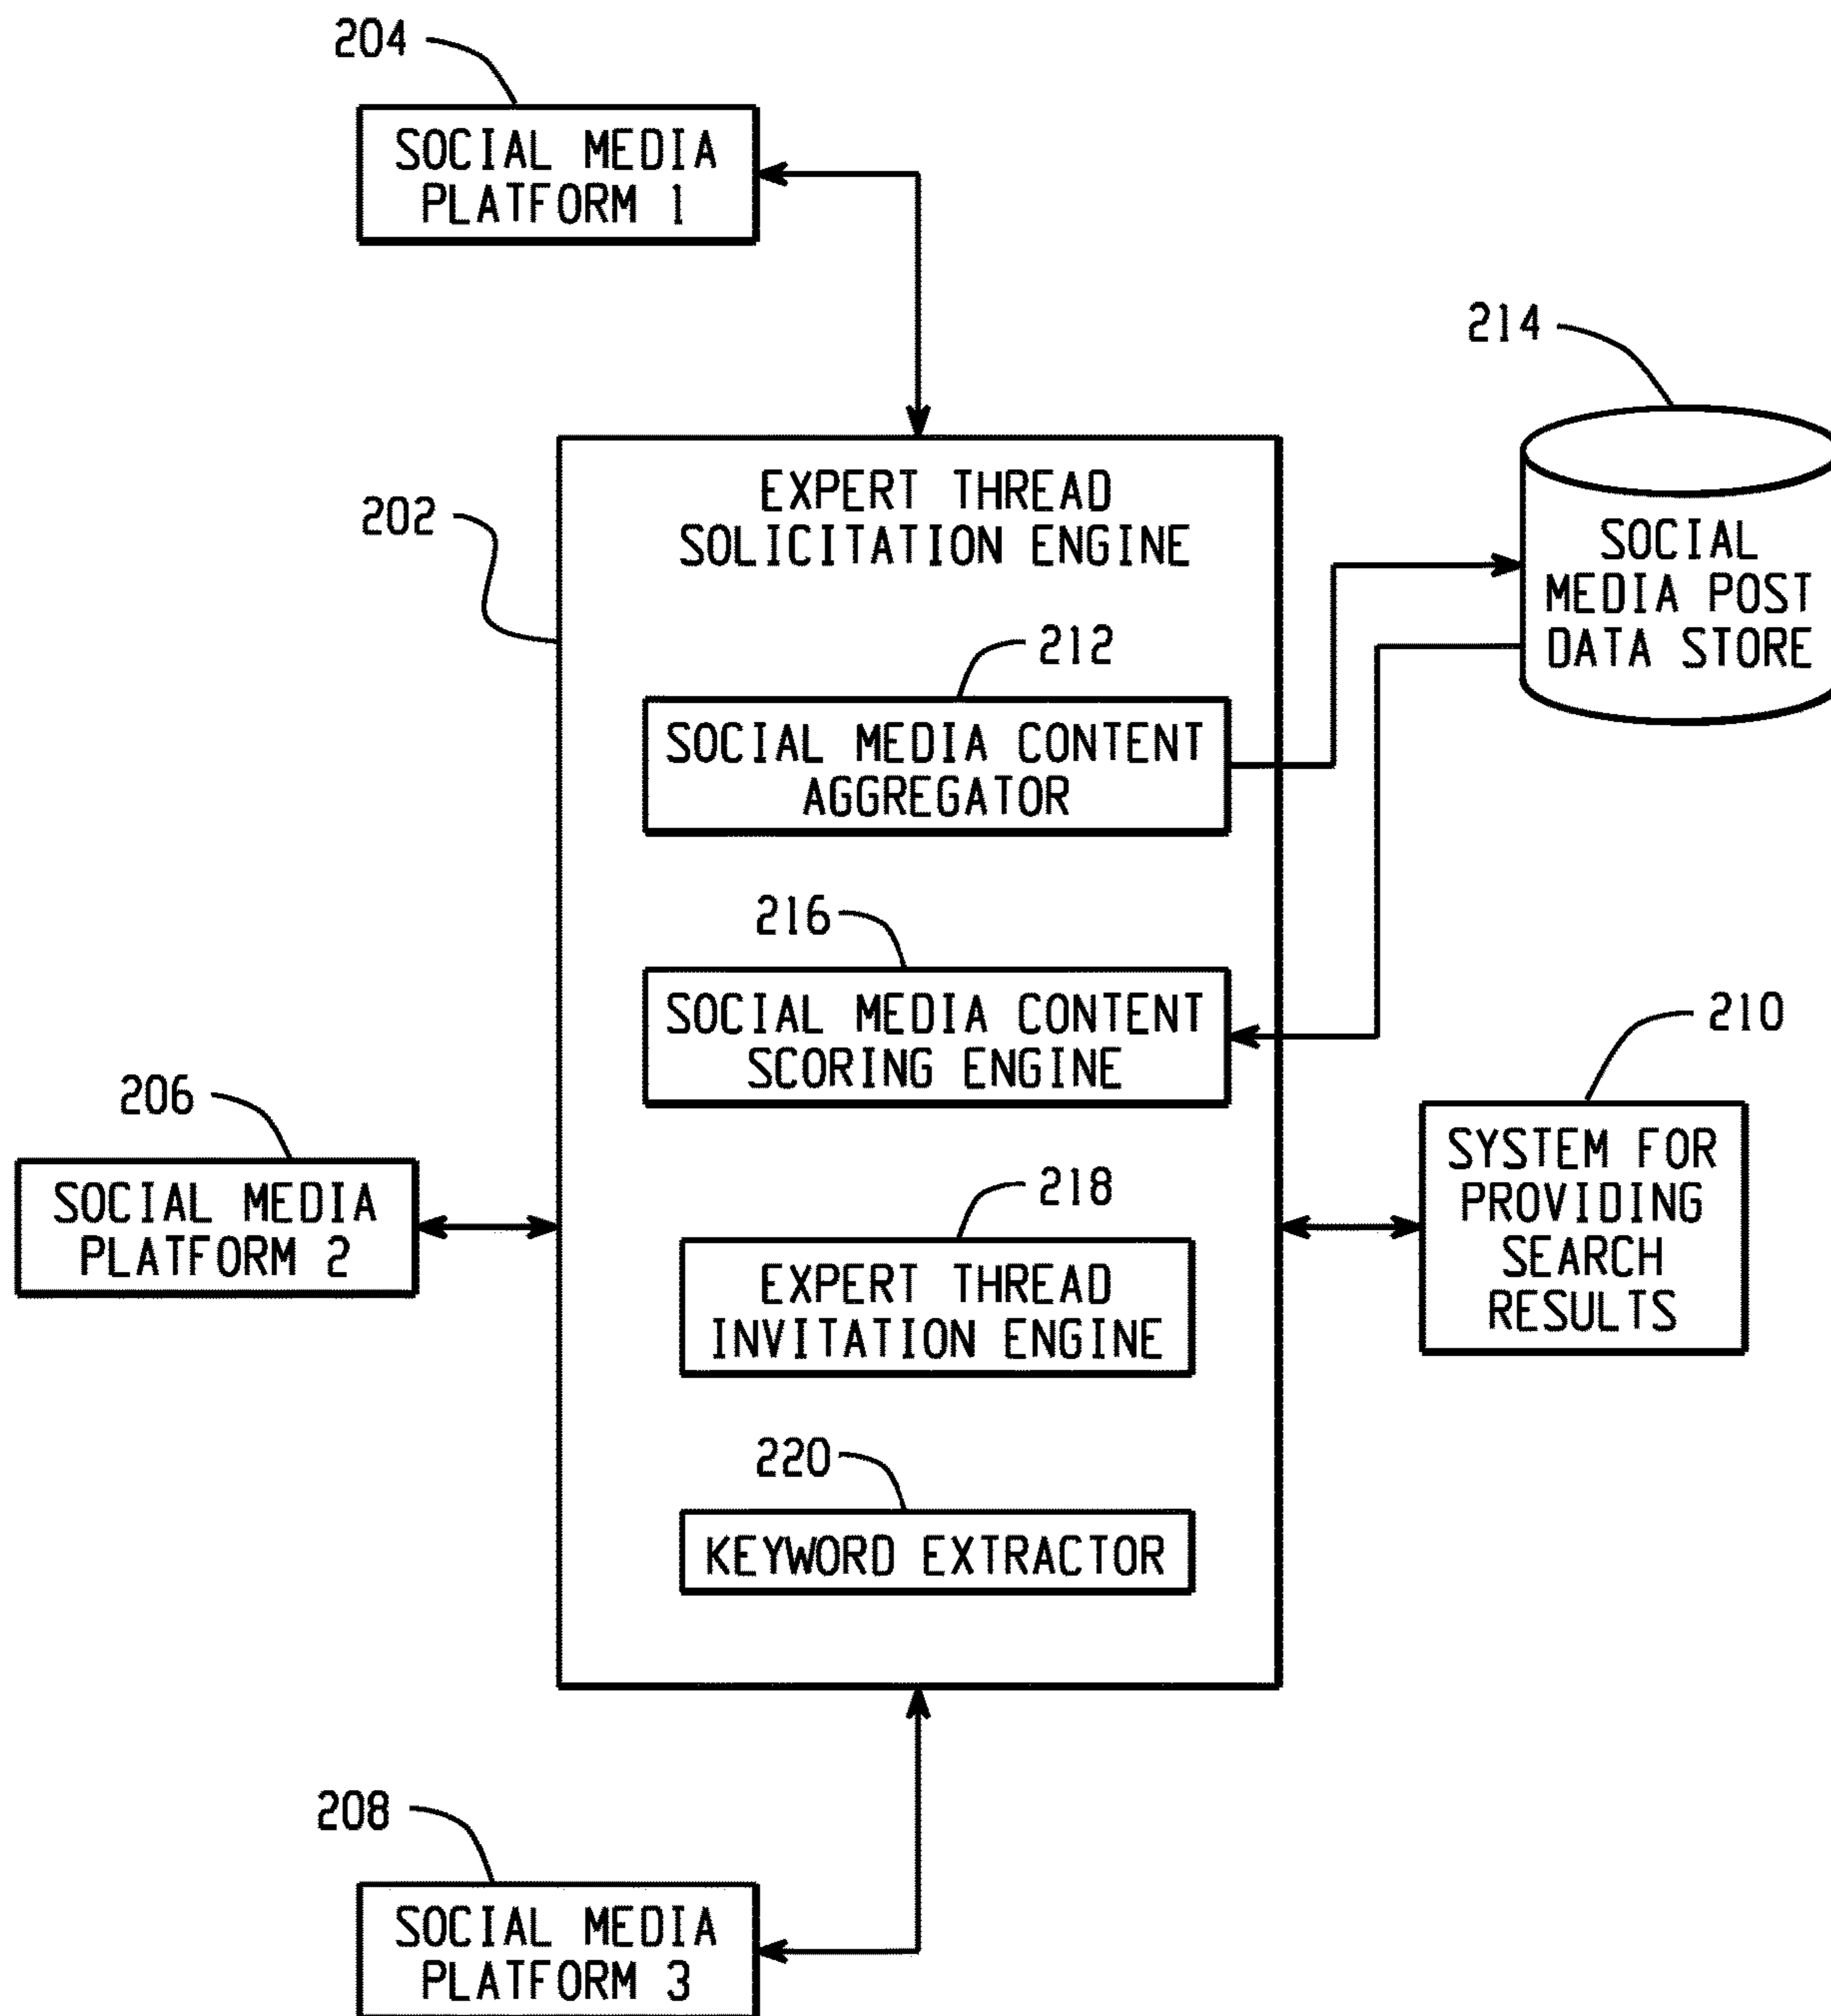 204
SOCIAL MEDIA
PLATFORM 1
214
SOCIAL
MEDIA POST
DATA STORE
202
EXPERT THREAD
SOLICITATION ENGINE
212
SOCIAL MEDIA CONTENT
AGGREGATOR
216
SOCIAL MEDIA CONTENT
SCORING ENGINE
210
SYSTEM FOR
PROVIDING
SEARCH
RESULTS
206
SOCIAL MEDIA
PLATFORM 2
218
EXPERT THREAD
INVITATION ENGINE
220
KEYWORD EXTRACTOR
208
SOCIAL MEDIA
PLATFORM 3